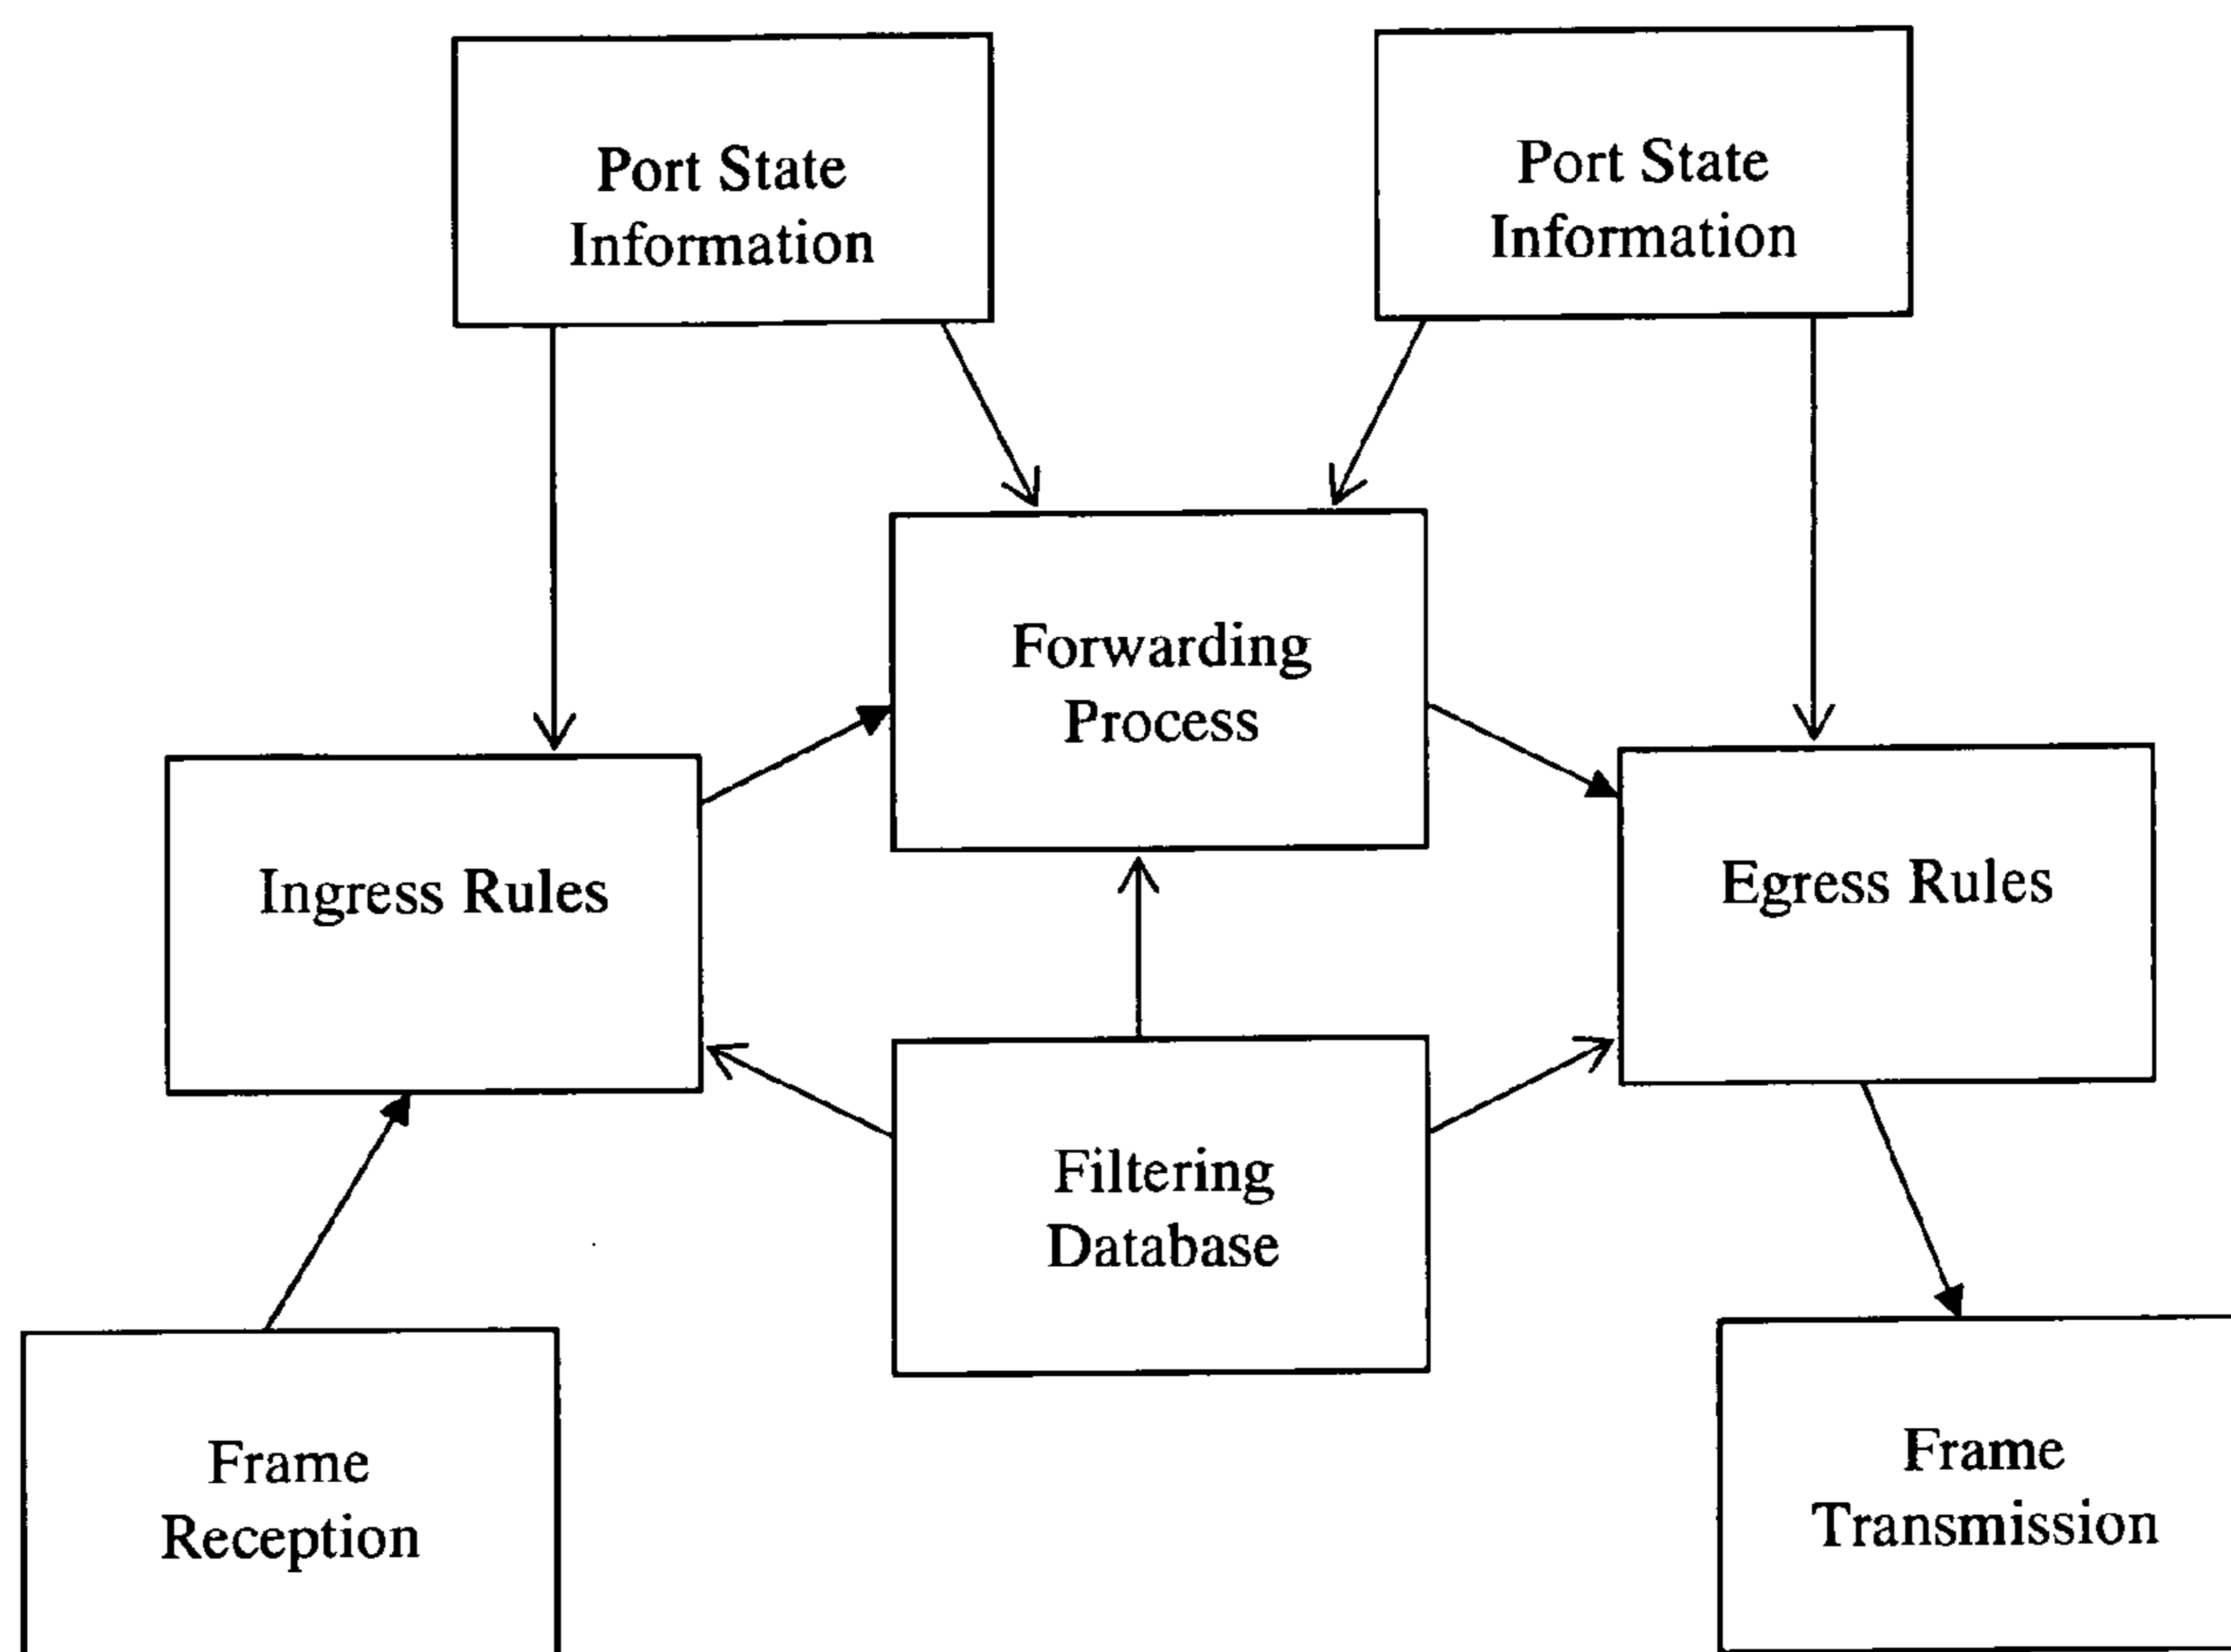 Port State
Information
Port State
Information
Forwarding
Process
Ingress Rules
Egress Rules
Filtering
Database
Frame
Reception
Frame
Transmission